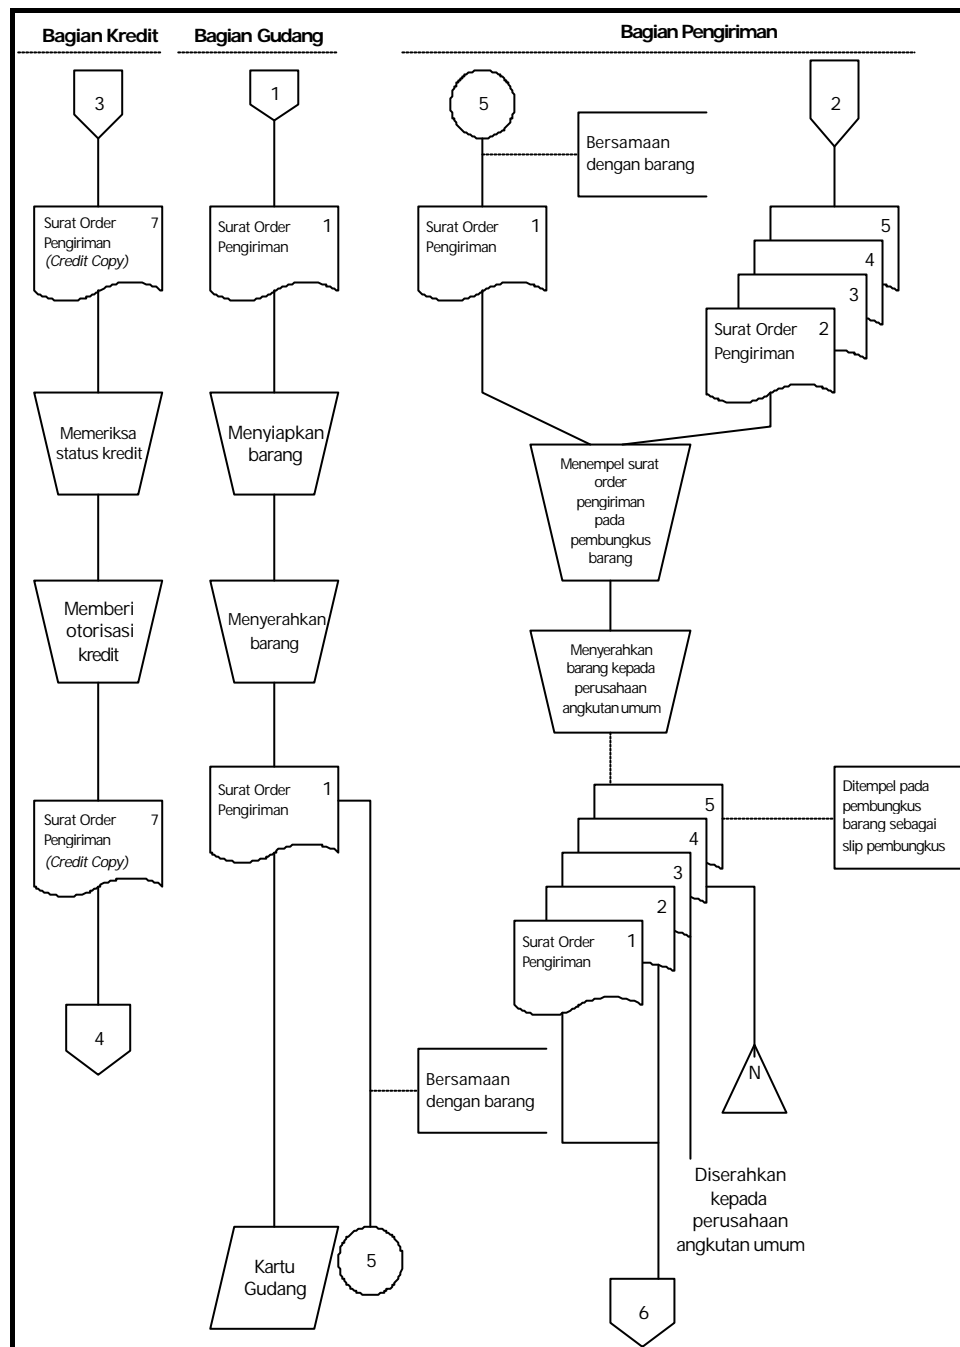 Bagian Kredit
Bagian Gudang
Bagian Pengiriman
3
Surat Order 7
Pengiriman
(Credit Copy)
Memeriksa
status kredit
Memberi
otorisasi
kredit
Surat Order 7
Pengiriman
(Credit Copy)
4
1
Surat Order 1
Pengiriman
Menyiapkan
barang
Menyerahkan
barang
Surat Order 1
Pengiriman
Bersamaan
dengan barang
Kartu
Gudang
5
5
Bersamaan
dengan barang
Surat Order 1
Pengiriman
2
5
4
3
Surat Order 2
Pengiriman
Menempel surat
order
pengiriman
pada
pembungkus
barang
Menyerahkan
barang kepada
perusahaan
angkutan umum
5
4
3
2
Surat Order 1
Pengiriman
Ditempel pada
pembungkus
barang sebagai
slip pembungkus
N
Diserahkan
kepada
perusahaan
angkutan umum
6